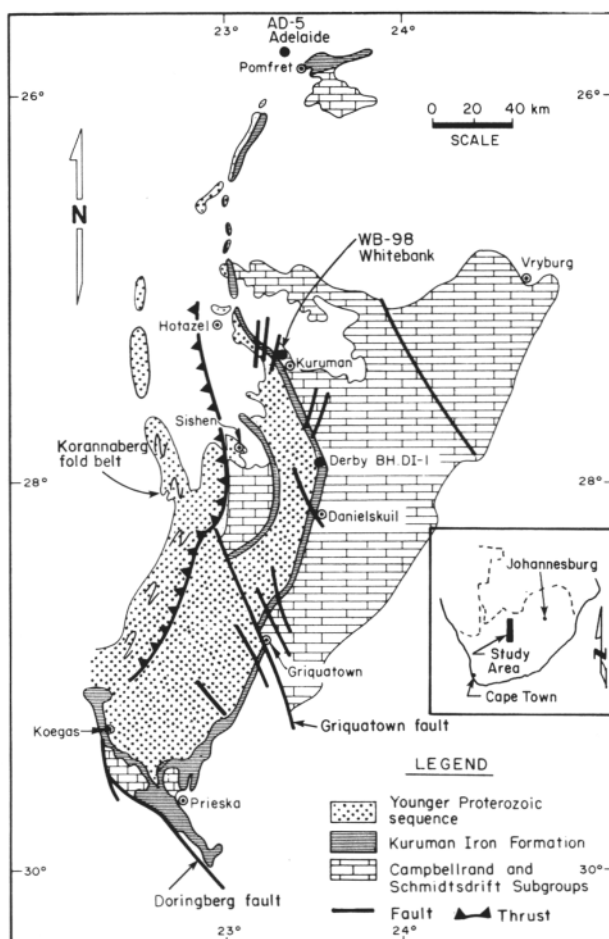 23°
24°
AD-5
Adelaide
Pomfret
26°
0 20 40 km
SCALE
N
WB-98
Whitebank
Vryburg
Hotazel
Kuruman
Sishen
Korannaberg
fold belt
Derby BH. DI-I
28°
28°
Danielskuil
Johannesburg
Study
Area
N
Cape Town
Griquatown
Koegas
Griquatown fault
LEGEND
Prieska
Younger Proterozoic
sequence
Kuruman Iron Formation
Campbellrand and
Schmidtsdrift Subgroups
30°
30°
Doringberg fault
Fault
Thrust
23°
24°